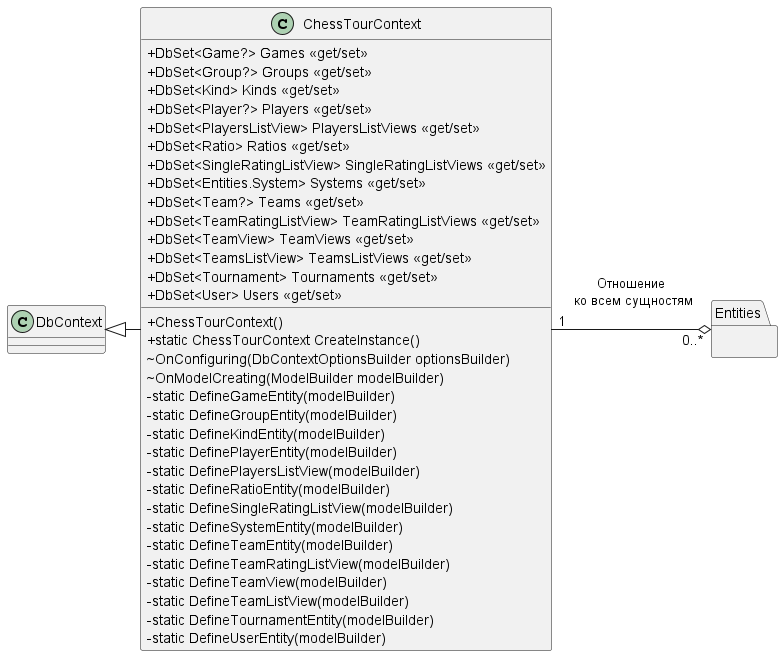 C ChessTourContext
+DbSet<Game?> Games «get/set»
+DbSet<Group?> Groups «get/set»
+DbSet<Kind> Kinds «get/set»
+DbSet<Player?> Players «get/set»
+DbSet<PlayersListView> PlayersListViews «get/set»
+DbSet<Ratio> Ratios «get/set»
+DbSet<SingleRatingListView> SingleRatingListViews «get/set»
+DbSet<Entities.System> Systems «get/set»
+DbSet<Team?> Teams «get/set»
+DbSet<TeamRatingListView> TeamRatingListViews «get/set»
+DbSet<TeamView> TeamViews «get/set»
+DbSet<TeamsListView> TeamsListViews «get/set»
+DbSet<Tournament> Tournaments «get/set»
+DbSet<User> Users «get/set»
+ChessTourContext()
+static ChessTourContext CreateInstance()
~OnConfiguring(DbContextOptionsBuilder optionsBuilder)
~OnModelCreating(ModelBuilder modelBuilder)
-static DefineGameEntity(modelBuilder)
-static DefineGroupEntity(modelBuilder)
-static DefineKindEntity(modelBuilder)
-static DefinePlayerEntity(modelBuilder)
-static DefinePlayersListView(modelBuilder)
-static DefineRatioEntity(modelBuilder)
-static DefineSingleRatingListView(modelBuilder)
-static DefineSystemEntity(modelBuilder)
-static DefineTeamEntity(modelBuilder)
-static DefineTeamRatingListView(modelBuilder)
-static DefineTeamView(modelBuilder)
-static DefineTeamListView(modelBuilder)
-static DefineTournamentEntity(modelBuilder)
-static DefineUserEntity(modelBuilder)
C DbContext
Отношение
ко всем сущностям
1
0..*
Entities